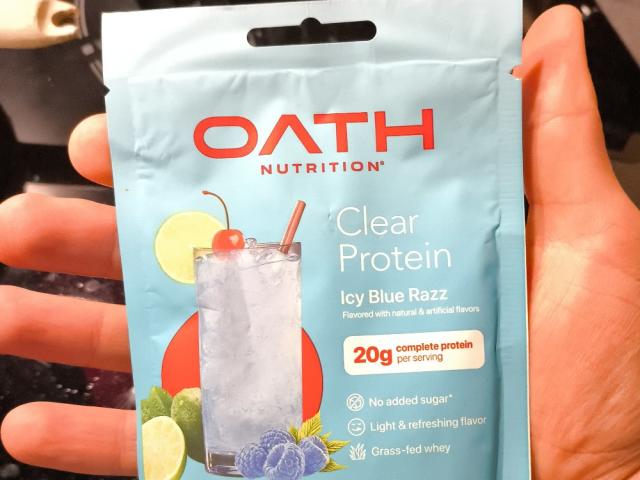 OATH
NUTRITION®
Clear
Protein
Icy Blue Razz
Flavored with natural & artificial flavors
20g complete protein
per serving
No added sugar*
Light & refreshing flavor
Grass-fed whey